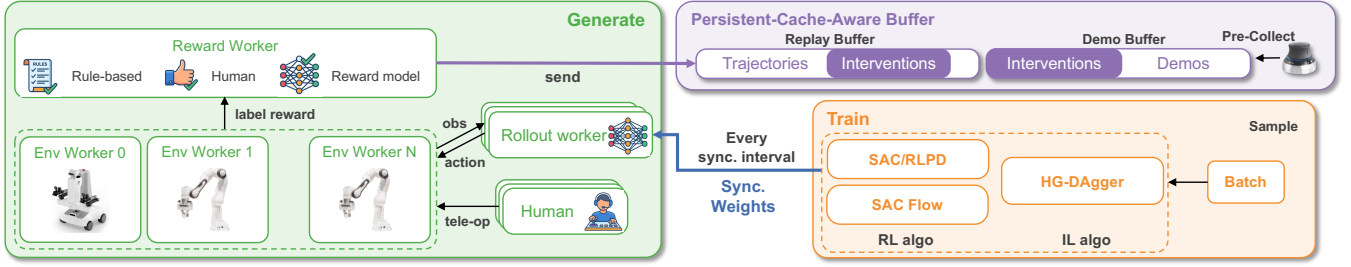 Generate
Reward Worker
RULES
Rule-based
Human
Reward model
label reward
send
Env Worker 0
Env Worker 1
Env Worker N
obs
action
Rollout worker
tele-op
Human
Persistent-Cache-Aware Buffer
Replay Buffer
Demo Buffer
Pre-Collect
Trajectories
Interventions
Interventions
Demos
Every
sync. interval
Sync.
Weights
Train
Sample
SAC/RLPD
SAC Flow
HG-DAgger
Batch
RL algo
IL algo